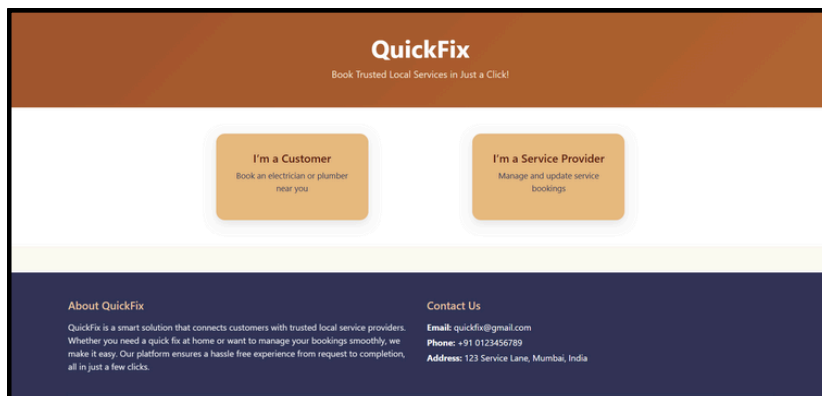 QuickFix
Book Trusted Local Services in Just a Click!
I'm a Customer
Book an electrician or plumber
near you
I'm a Service Provider
Manage and update service
bookings
About QuickFix
QuickFix is a smart solution that connects customers with trusted local service providers.
Whether you need a quick fix at home or want to manage your bookings smoothly, we
make it easy. Our platform ensures a hassle free experience from request to completion,
all in just a few clicks.
Contact Us
Email: quickfix@gmail.com
Phone: +91 0123456789
Address: 123 Service Lane, Mumbai, India